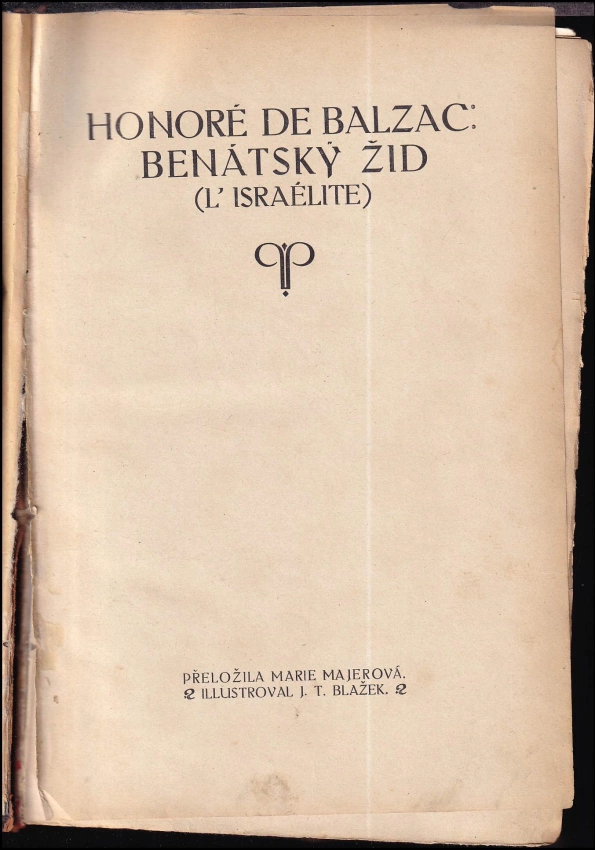 HONORÉ DE BALZAC:
BENÁTSKÝ ŽID
(L' ISRAÉLITE)
PŘELOŽILA MARIE MAJEROVÁ.
ILLUSTROVAL J. T. BLAŽEK.